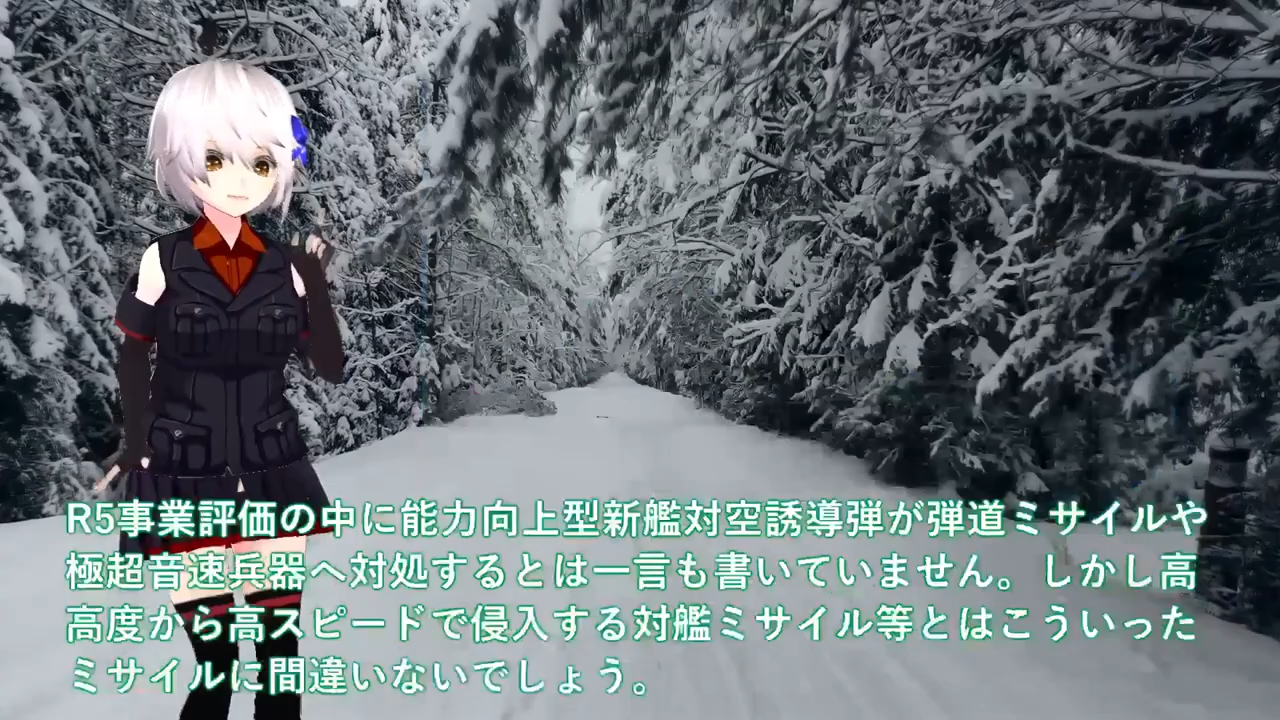 R5事業評価の中に能力向上型新艦対空誘導弾が弾道ミサイルや
極超音速兵器へ対処するとは一言も書いていません。しかし高
高度から高スピードで侵入する対艦ミサイル等とはこういった
ミサイルに間違いないでしょう。